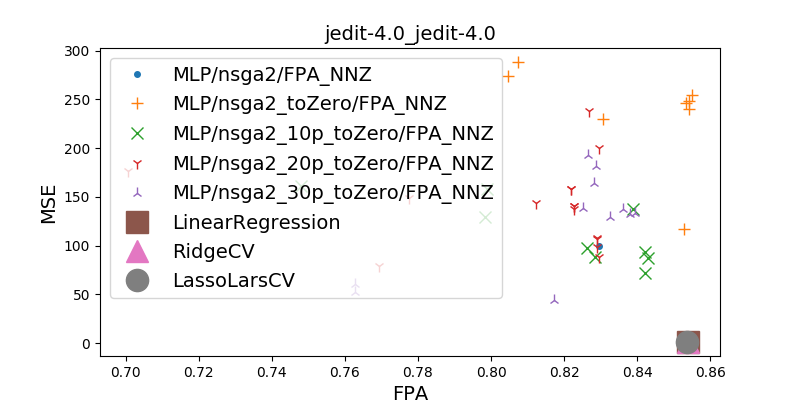 jedit-4.0_jedit-4.0
300
250
200
150
100
50
0
MSE
MLP/nsga2/FPA_NNZ
MLP/nsga2_toZero/FPA_NNZ
MLP/nsga2_10p_toZero/FPA_NNZ
MLP/nsga2_20p_toZero/FPA_NNZ
MLP/nsga2_30p_toZero/FPA_NNZ
LinearRegression
RidgeCV
LassoLarsCV
0.70 0.72 0.74 0.76 0.78 0.80 0.82 0.84 0.86
FPA